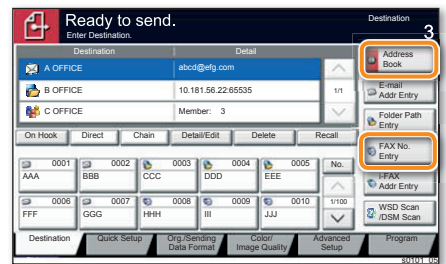 Ready to send.
Destination
Enter Destination.
3
Destination
Detail
Address
Book
A OFFICE
abcd@efg.com
B OFFICE
10.181.56.22:65535
1/1
E-mail
Addr Entry
C OFFICE
Member: 3
Folder Path
Entry
On Hook
Direct
Chain
Detail/Edit
Delete
Recall
FAX No.
Entry
0001
0002
0003
0004
0005
No.
AAA
BBB
CCC
DDD
EEE
i-FAX
Addr Entry
0006
0007
0008
0009
0010
1/100
FFF
GGG
HHH
III
JJJ
WSD Scan
/DSM Scan
Destination
Quick Setup
Org./Sending
Data Format
Color/
Image Quality
Advanced
Setup
Program
S0101_05